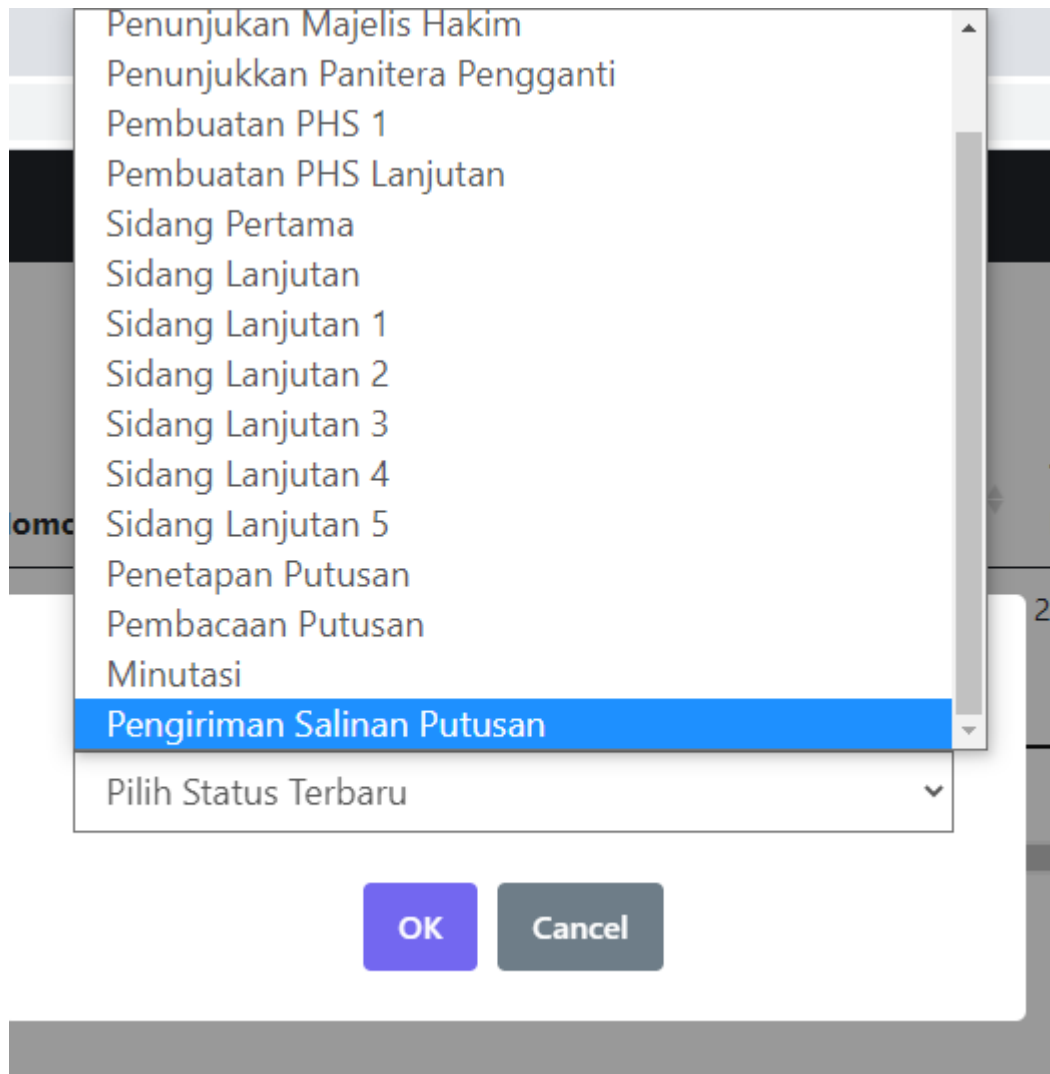 Penunjukan Majelis Hakim
Penunjukkan Panitera Pengganti
Pembuatan PHS 1
Pembuatan PHS Lanjutan
Sidang Pertama
Sidang Lanjutan
Sidang Lanjutan 1
Sidang Lanjutan 2
Sidang Lanjutan 3
Sidang Lanjutan 4
Sidang Lanjutan 5
Penetapan Putusan
Pembacaan Putusan
Minutasi
Pengiriman Salinan Putusan
Pilih Status Terbaru
OK
Cancel